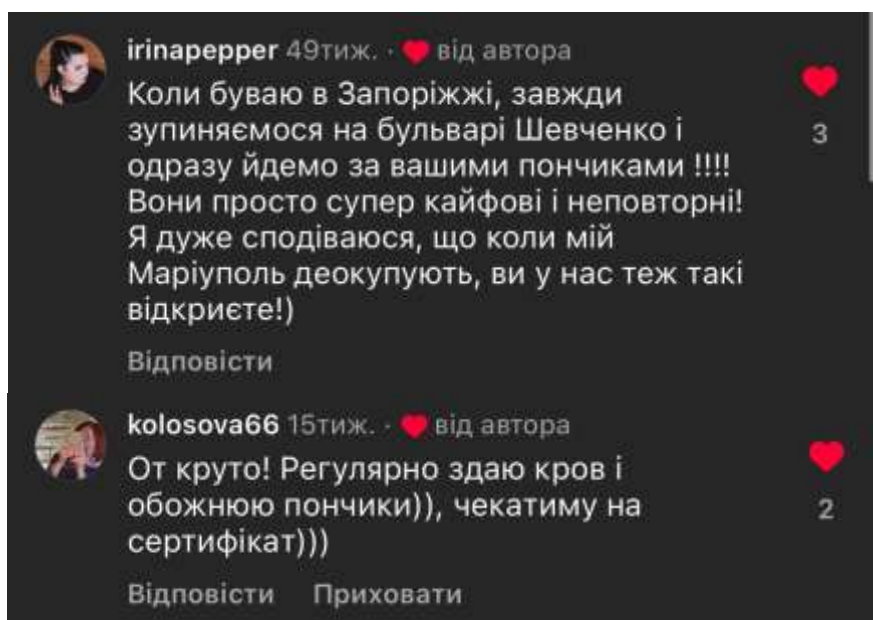 irinapepper 49тиж. · ❤️ від автора
Коли буваю в Запоріжжі, завжди
зупиняємося на бульварі Шевченко і
одразу йдемо за вашими пончиками !!!!
Вони просто супер кайфові і неповторні!
Я дуже сподіваюся, що коли мій
Маріуполь деокупують, ви у нас теж такі
відкриєте!)
3
Відповісти
kolosova66 15тиж. · ❤️ від автора
От круто! Регулярно здаю кров і
обожнюю пончики)), чекатиму на
сертифікат)))
2
Відповісти Приховати